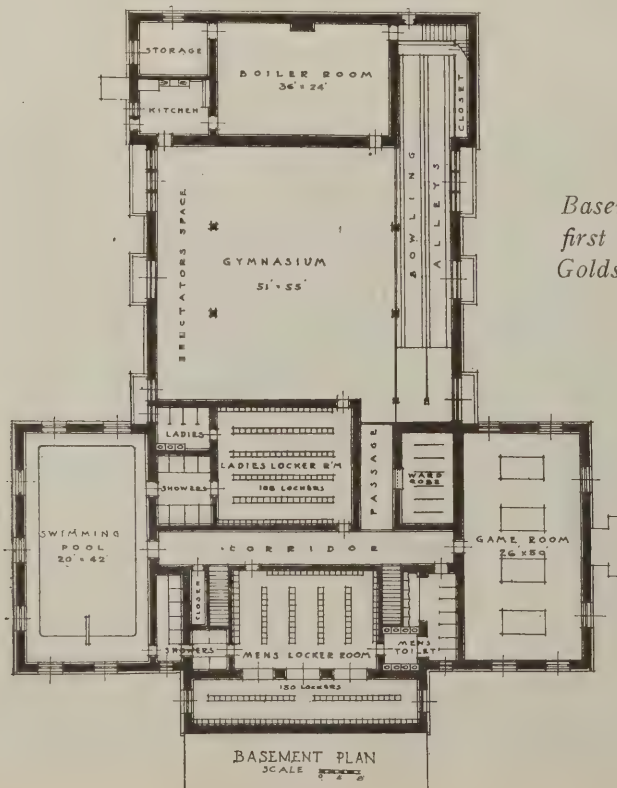 STORAGE
BOILER ROOM
36' = 24'
KITCHEN
CLOSET
BOWLING
ALLEYS
SPECTATORS SPACE
GYMNASIUM
51' = 55'
Base-
first
Golds
LADIES
LADIES LOCKER R'M
108 LOCKERS
SHOWERS
PASSAGE
WARD
ROBE
SWIMMING
POOL
20' = 42'
CORRIDOR
GAME ROOM
CLOSET
SHOWERS
MENS LOCKER ROOM
MENS
TOILET
150 LOCKERS
BASEMENT PLAN
SCALE